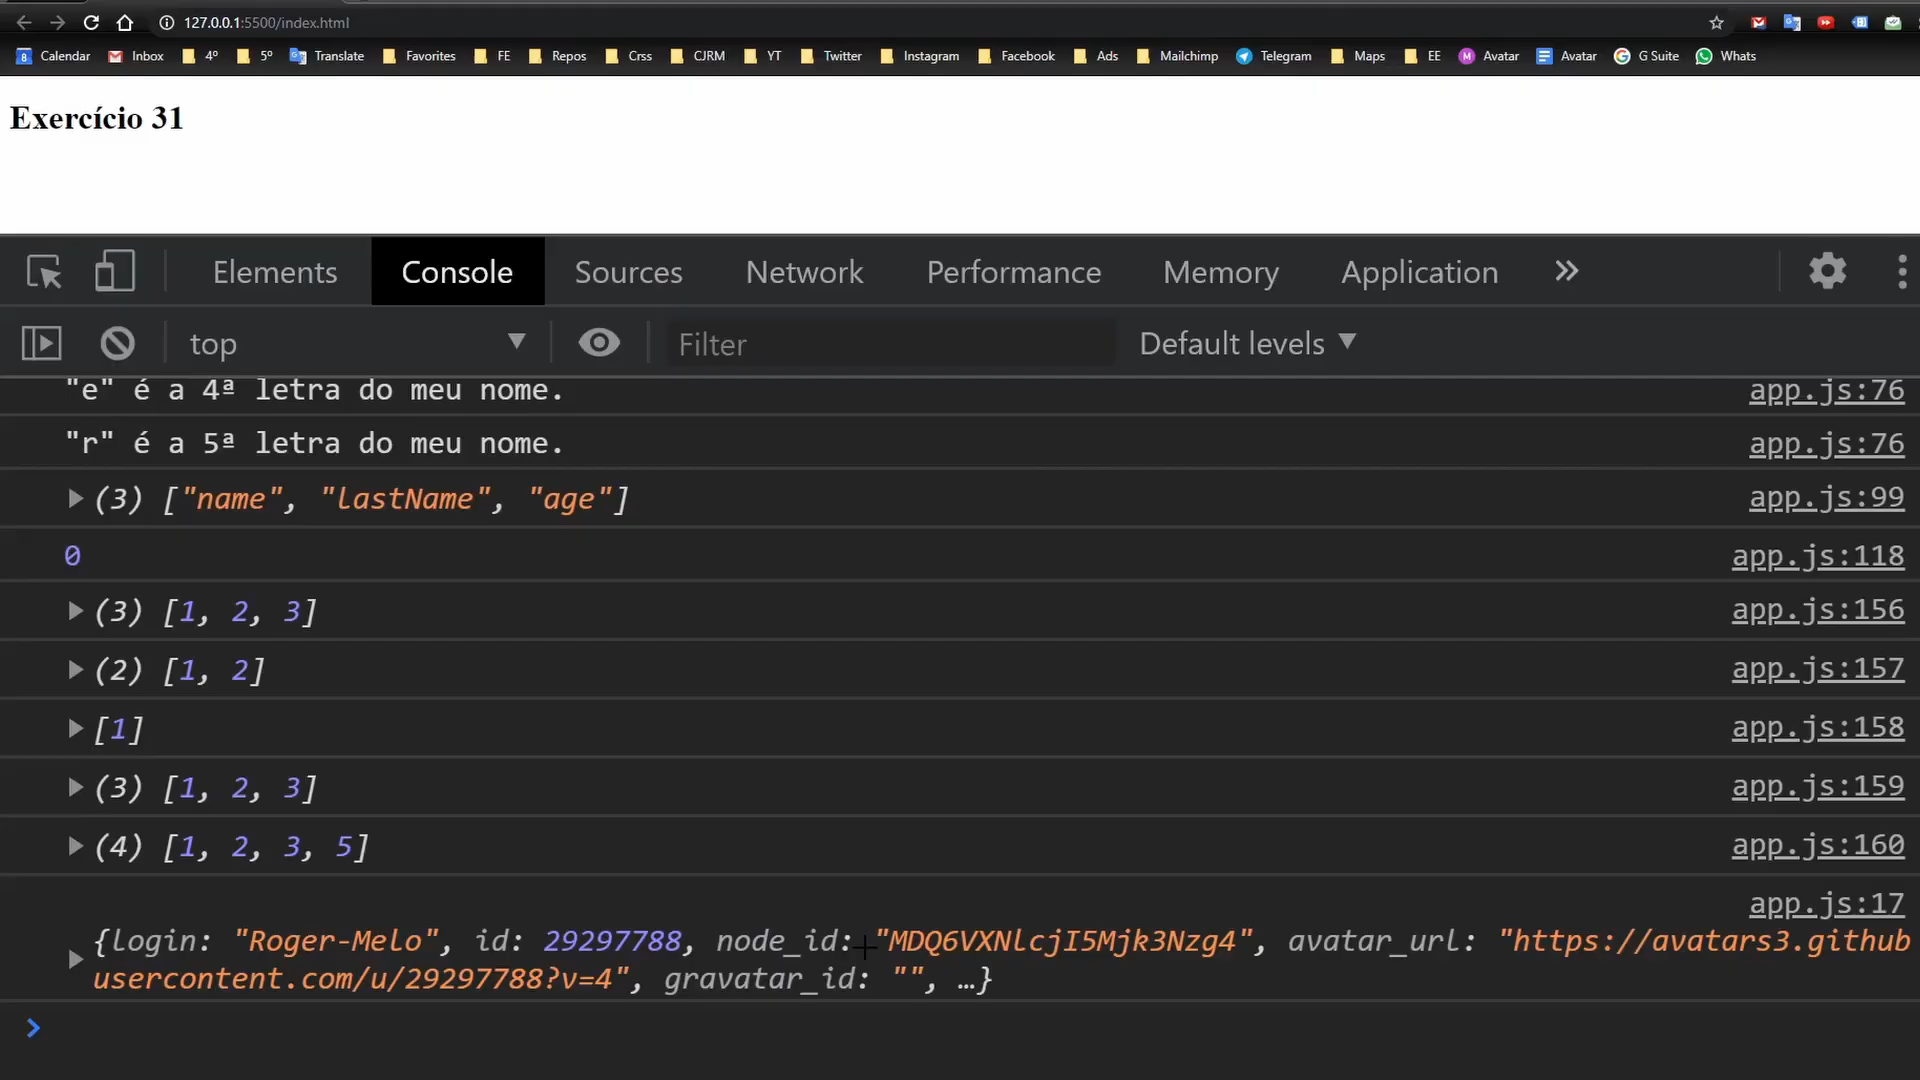 127.0.0.1:5500/index.html
Calendar Inbox 4º 5º Translate Favorites FE Repos Crss CJRM YT Twitter Instagram Facebook Ads Mailchimp Telegram Maps EE Avatar Avatar G Suite Whats
Exercício 31
Elements Console Sources Network Performance Memory Application »
top Filter Default levels
"e" é a 4ª letra do meu nome. app.js:76
"r" é a 5ª letra do meu nome. app.js:76
(3) ["name", "lastName", "age"] app.js:99
0 app.js:118
(3) [1, 2, 3] app.js:156
(2) [1, 2] app.js:157
[1] app.js:158
(3) [1, 2, 3] app.js:159
(4) [1, 2, 3, 5] app.js:160
app.js:17
{login: "Roger-Melo", id: 29297788, node_id: "MDQ6VXNlcjI5Mjk3Nzg4", avatar_url: "https://avatars3.github
usercontent.com/u/29297788?v=4", gravatar_id: "", …}